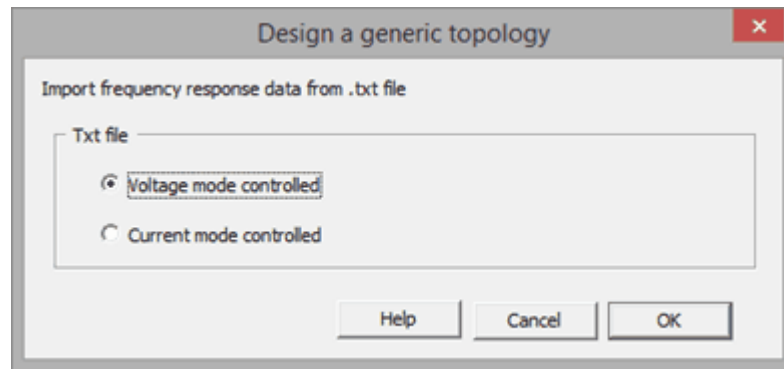 Design a generic topology
Import frequency response data from .txt file
Txt file
Voltage mode controlled
Current mode controlled
Help Cancel OK